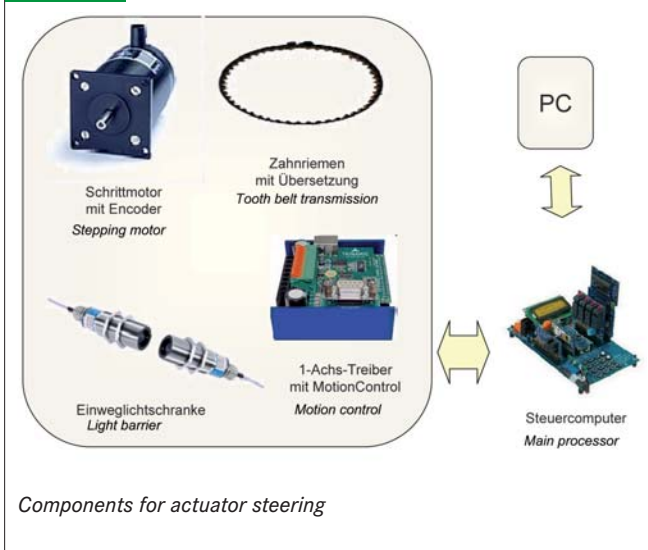 Schrittmotor
mit Encoder
Stepping motor
Zahnriemen
mit Übersetzung
Tooth belt transmission
PC
Einweglichtschranke
Light barrier
1-Achs-Treiber
mit MotionControl
Motion control
Steuercomputer
Main processor
Components for actuator steering